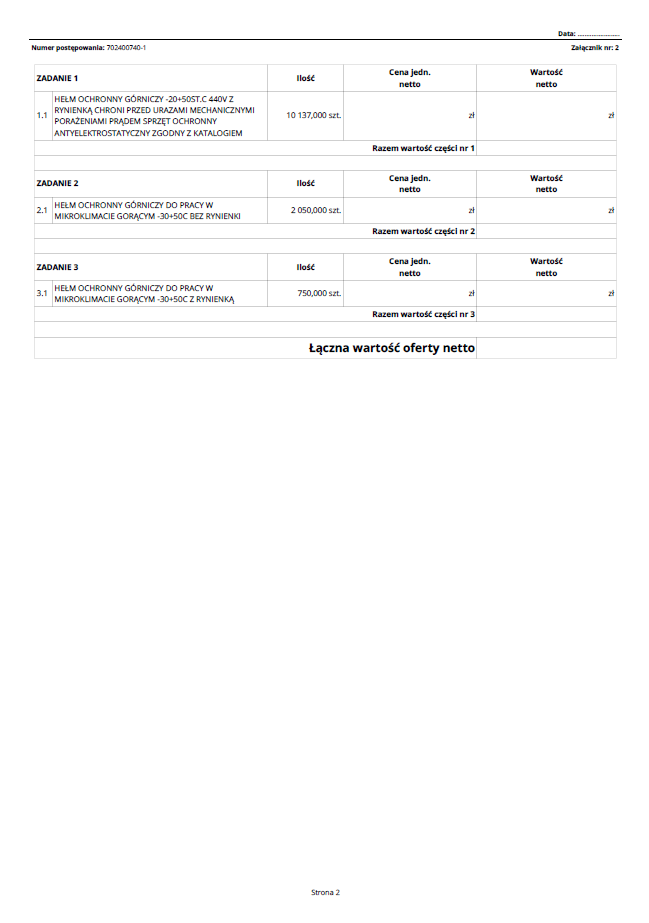 Data: ......................
Numer postępowania: 702400740-1 Załącznik nr: 2
ZADANIE 1 Ilość Cena jedn. netto Wartość netto
1.1 HEŁM OCHRONNY GÓRNICZY -20+50ST.C 440V Z
RYNIENKĄ CHRONI PRZED URAZAMI MECHANICZNYMI
PORAŻENIAMI PRĄDEM SPRZĘT OCHRONNY
ANTYELEKTROSTATYCZNY ZGODNY Z KATALOGIEM
10 137,000 szt. zł zł
Razem wartość części nr 1
ZADANIE 2 Ilość Cena jedn. netto Wartość netto
2.1 HEŁM OCHRONNY GÓRNICZY DO PRACY W
MIKROKLIMACIE GORĄCYM -30+50C BEZ RYNIENKI
2 050,000 szt. zł zł
Razem wartość części nr 2
ZADANIE 3 Ilość Cena jedn. netto Wartość netto
3.1 HEŁM OCHRONNY GÓRNICZY DO PRACY W
MIKROKLIMACIE GORĄCYM -30+50C Z RYNIENKĄ
750,000 szt. zł zł
Razem wartość części nr 3
Łączna wartość oferty netto
Strona 2